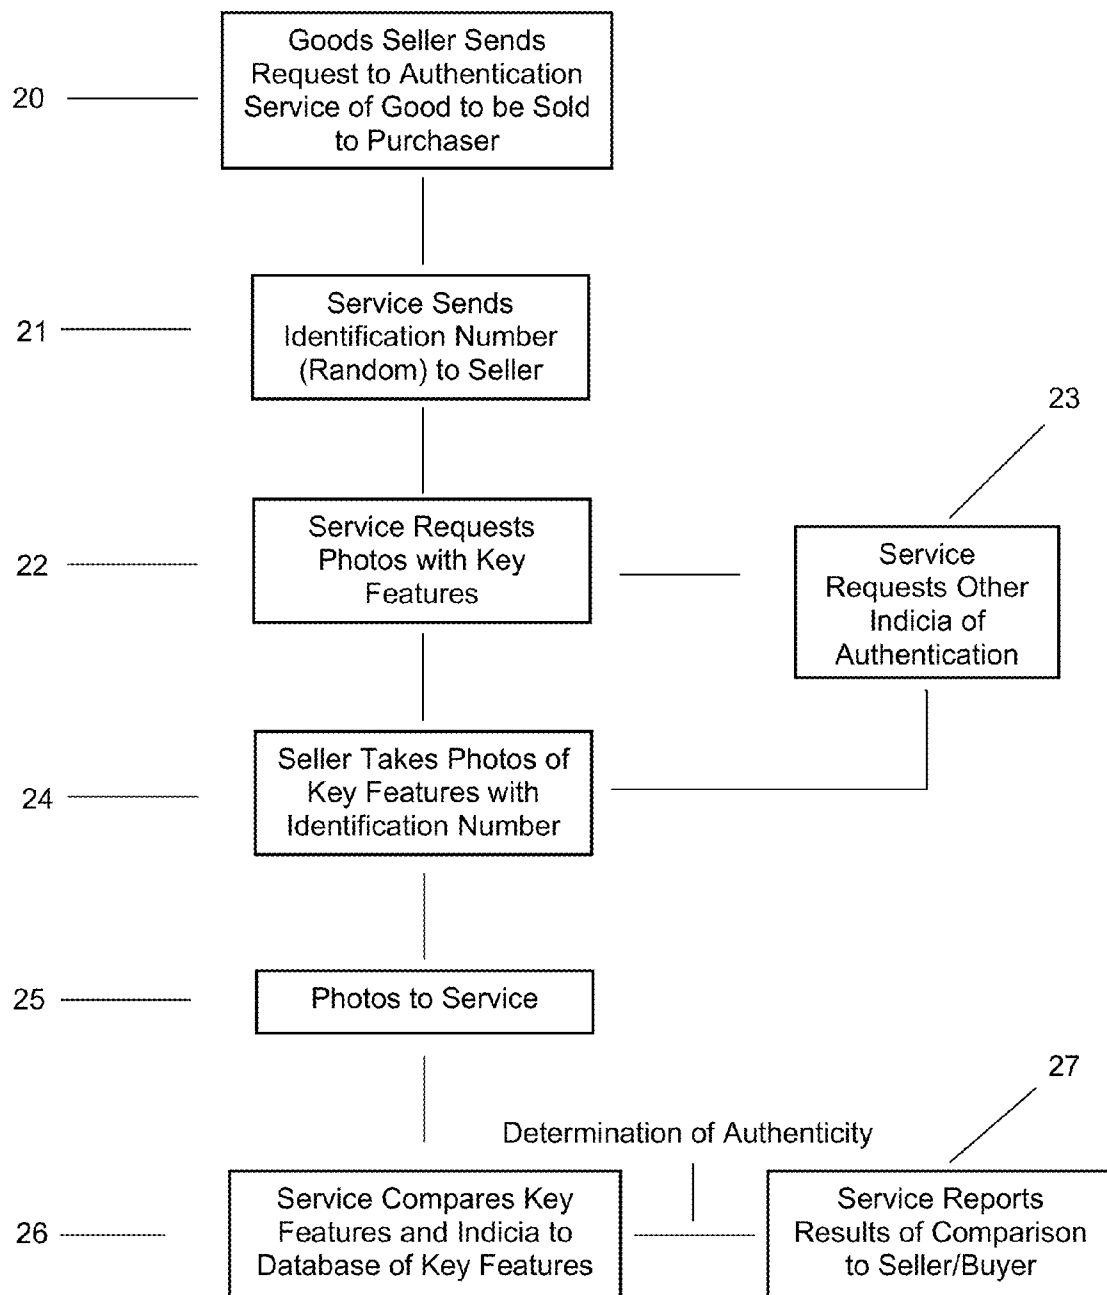 Goods Seller Sends
Request to Authentication
Service of Good to be Sold
to Purchaser
20
Service Sends
Identification Number
(Random) to Seller
21
23
Service Requests
Photos with Key
Features
22
Service
Requests Other
Indicia of
Authentication
Seller Takes Photos of
Key Features with
Identification Number
24
Photos to Service
25
27
Determination of Authenticity
Service Compares Key
Features and Indicia to
Database of Key Features
26
Service Reports
Results of Comparison
to Seller/Buyer